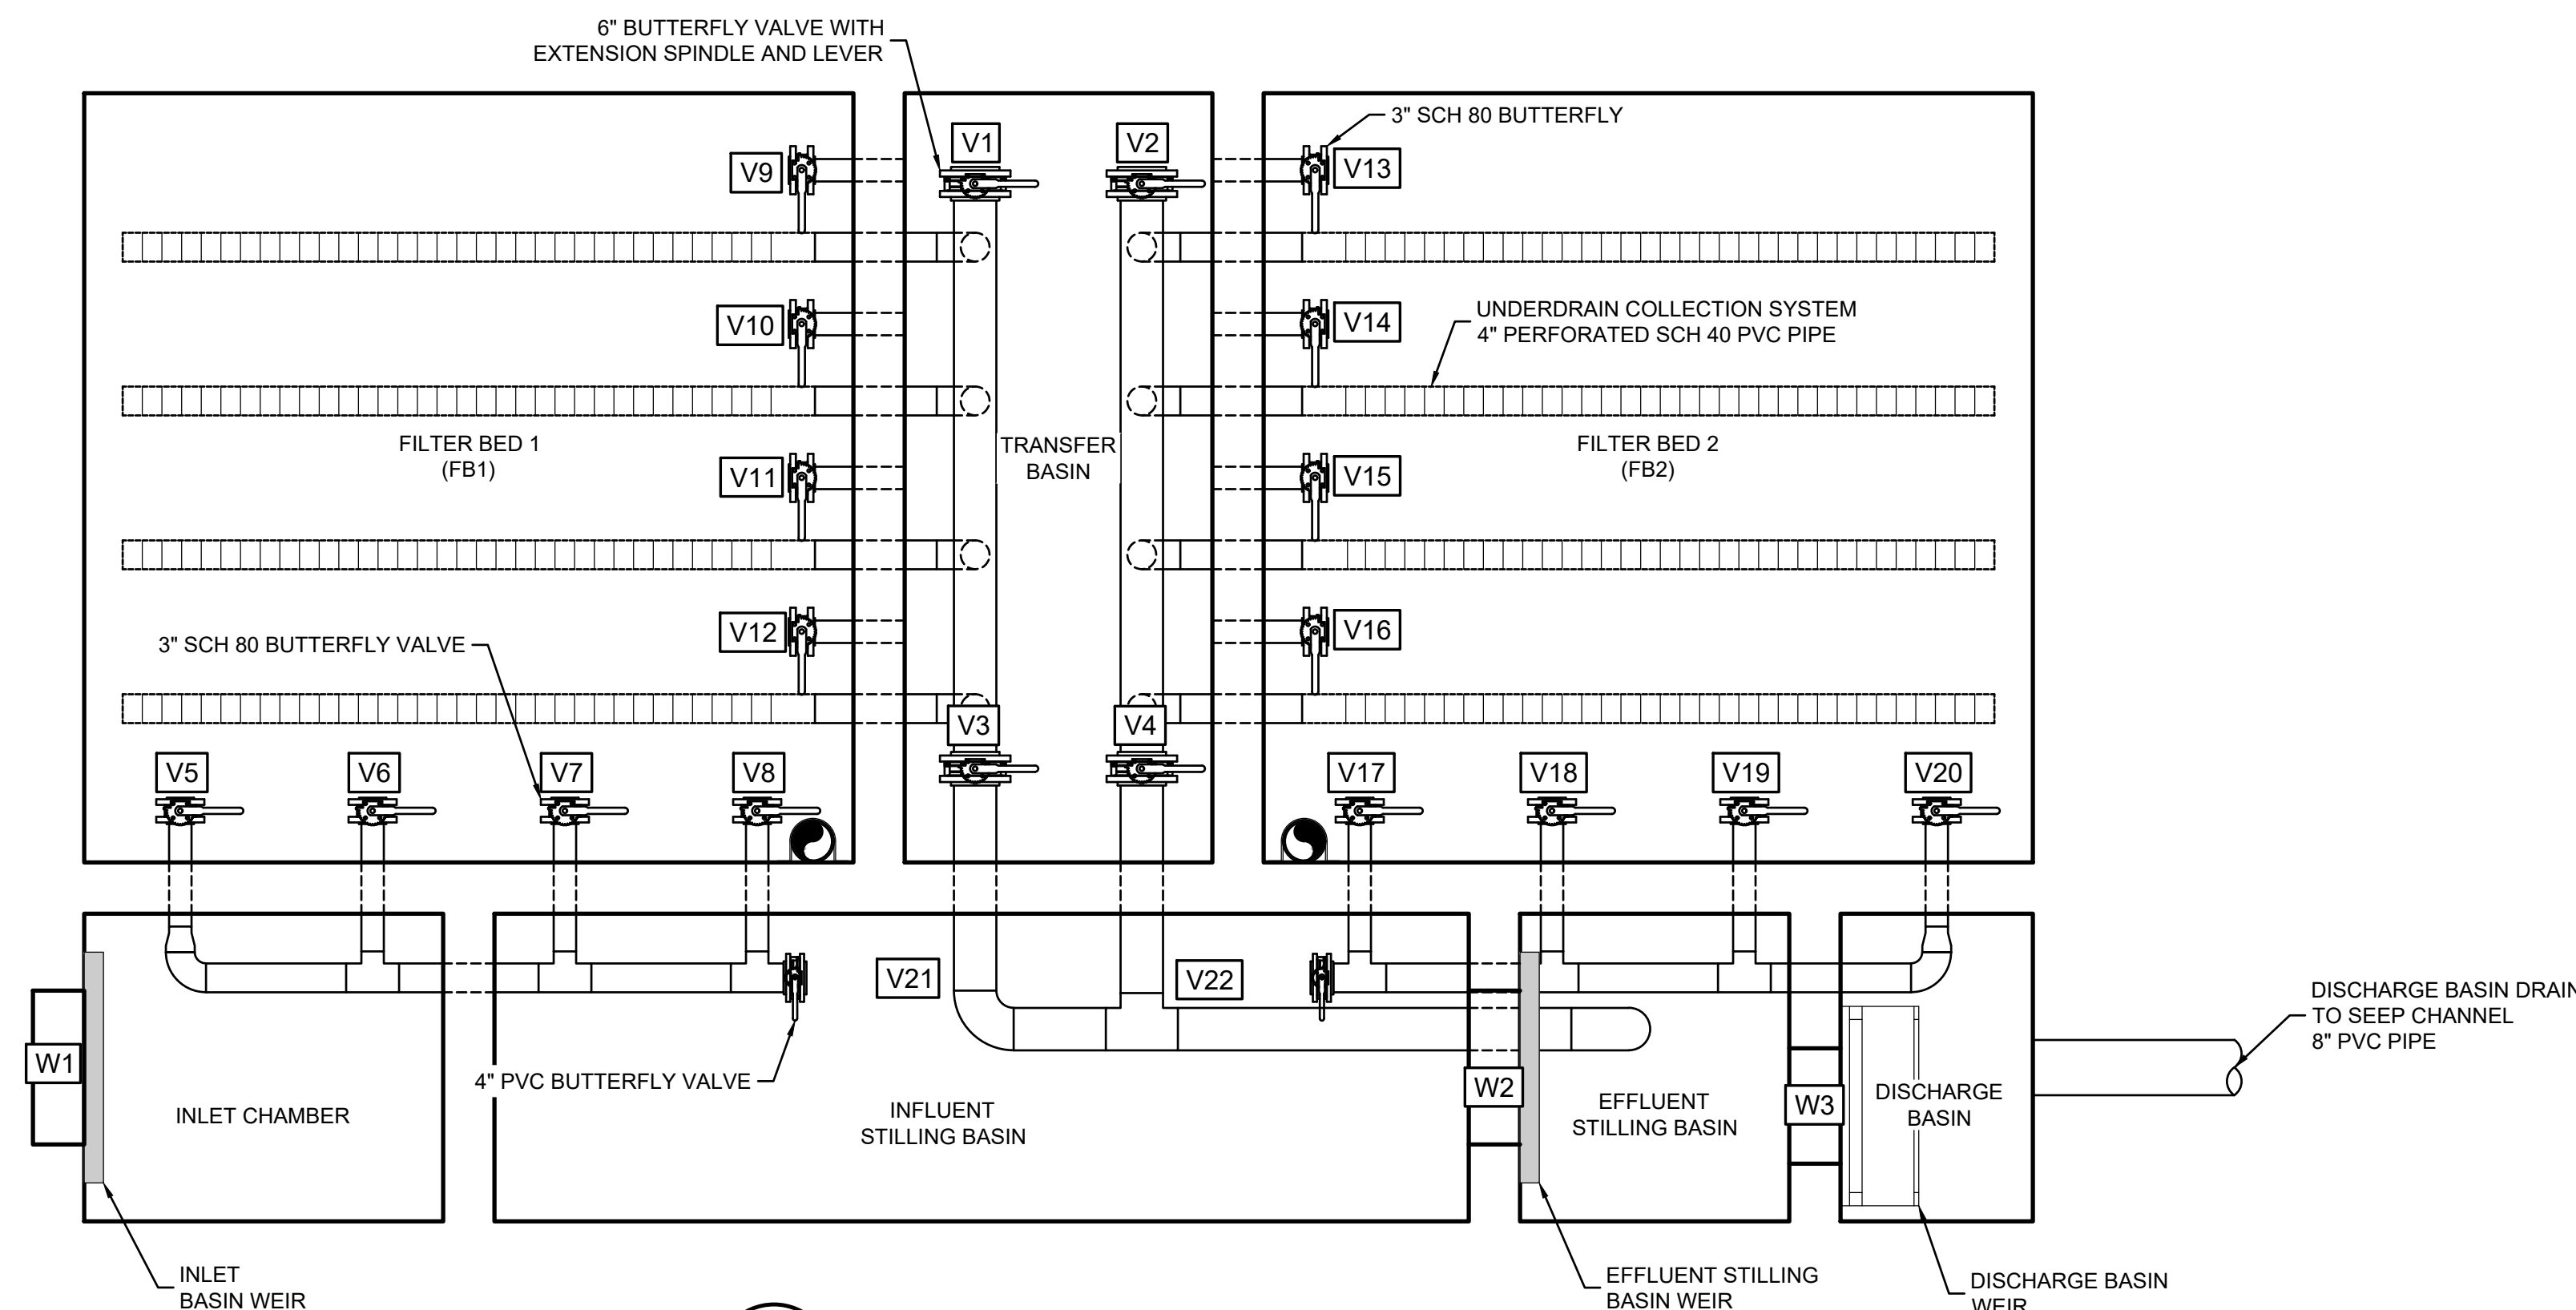 6" BUTTERFLY VALVE WITH
EXTENSION SPINDLE AND LEVER
3" SCH 80 BUTTERFLY
V1
V2
V9
V13
V10
V14
UNDERDRAIN COLLECTION SYSTEM
4" PERFORATED SCH 40 PVC PIPE
FILTER BED 1
(FB1)
TRANSFER
BASIN
FILTER BED 2
(FB2)
V11
V15
V12
V16
3" SCH 80 BUTTERFLY VALVE
V3
V4
V5
V6
V7
V8
V17
V18
V19
V20
V21
V22
W1
W2
W3
4" PVC BUTTERFLY VALVE
INLET CHAMBER
INFLUENT
STILLING BASIN
EFFLUENT
STILLING BASIN
DISCHARGE
BASIN
DISCHARGE BASIN DRAIN
TO SEEP CHANNEL
8" PVC PIPE
INLET
BASIN WEIR
EFFLUENT STILLING
BASIN WEIR
DISCHARGE BASIN
WEIR